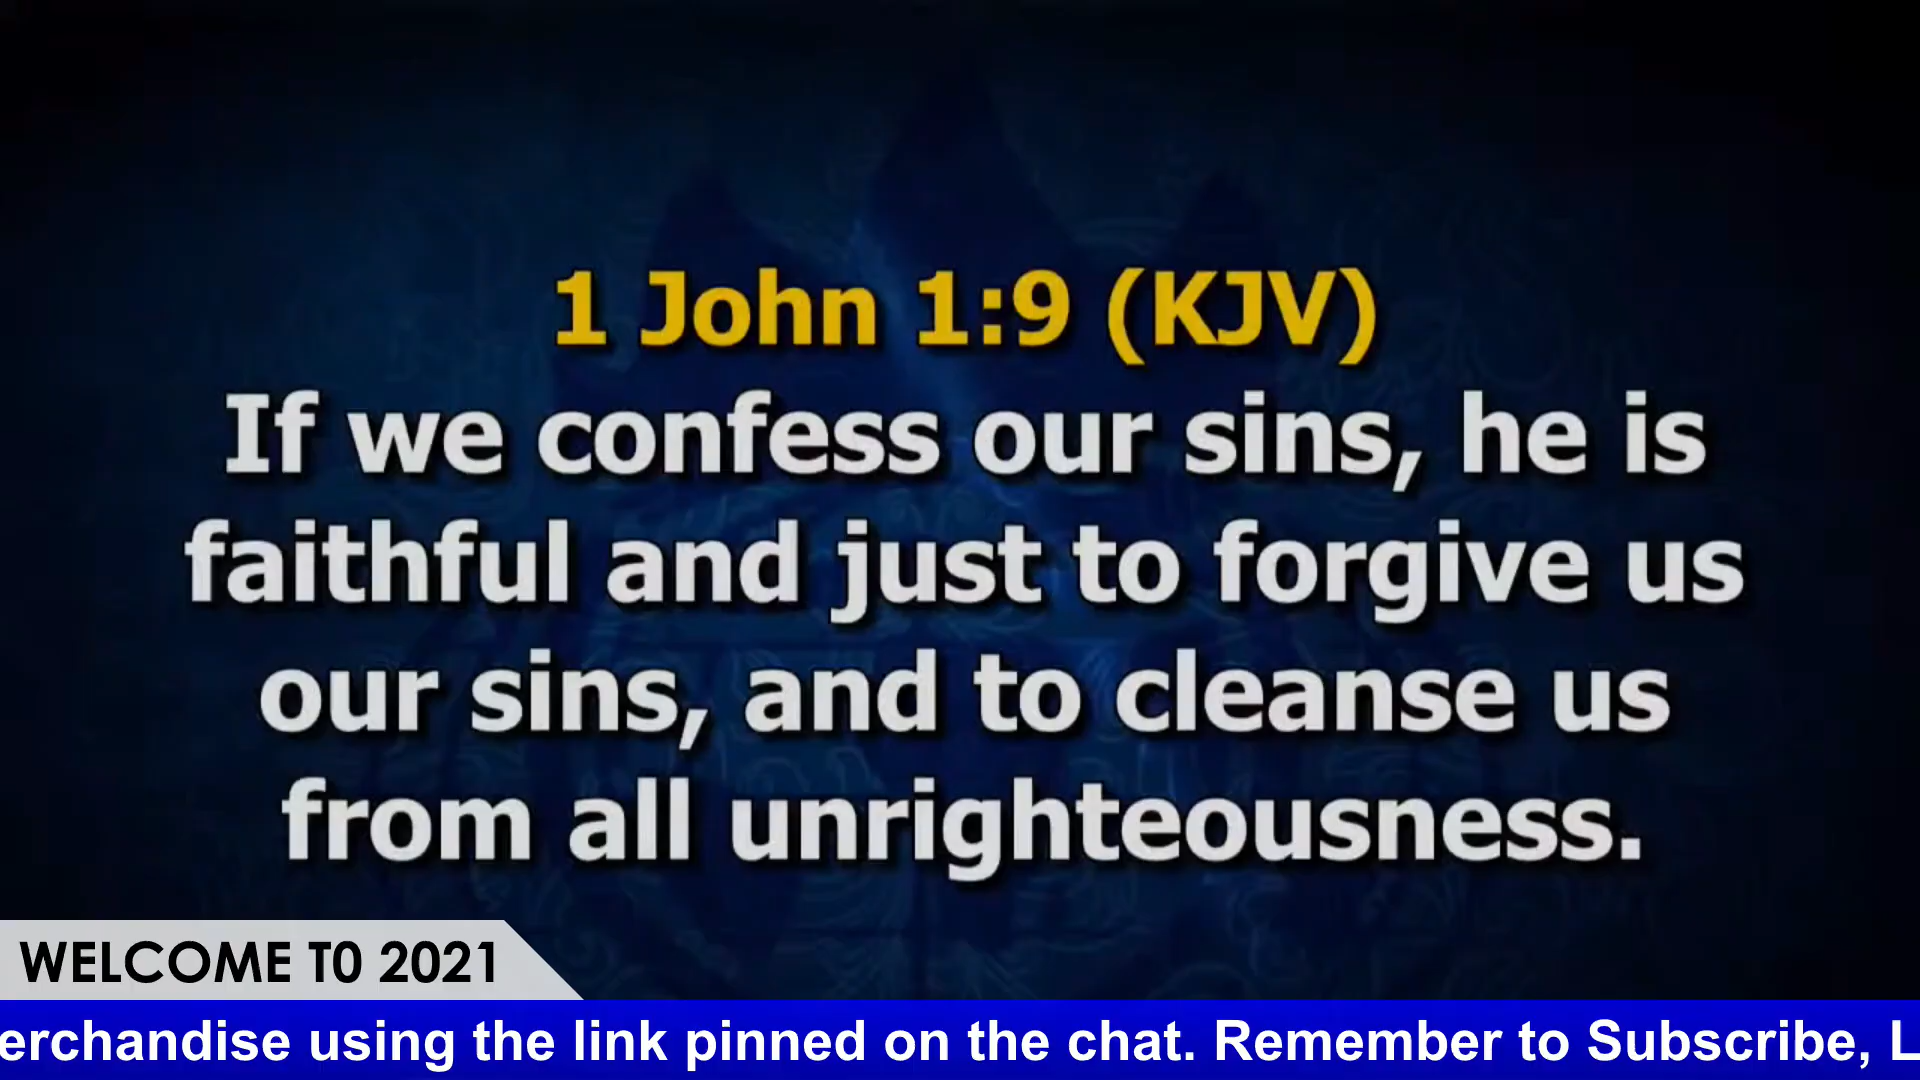 1 John 1:9 (KJV)
If we confess our sins, he is
faithful and just to forgive us
our sins, and to cleanse us
from all unrighteousness.
WELCOME T0 2021
erchandise using the link pinned on the chat. Remember to Subscribe, L